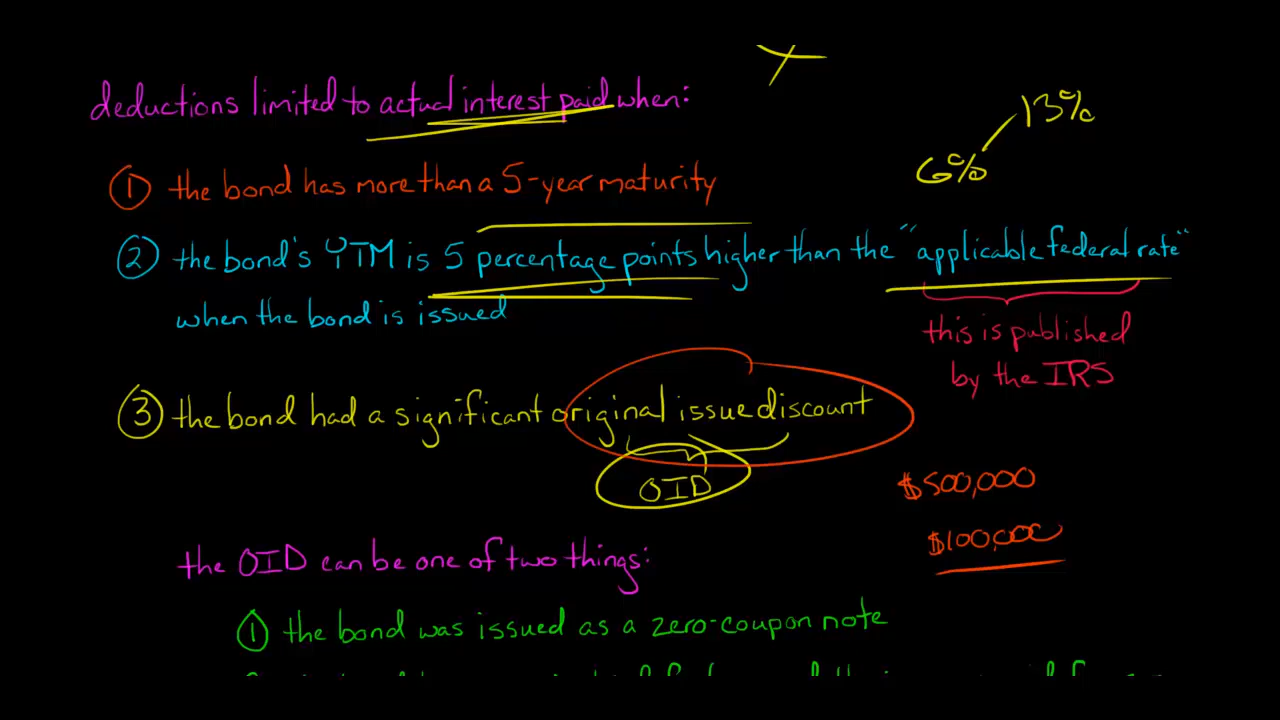 deductions limited to actual interest paid when:
13%
6%
① the bond has more than a 5-year maturity
② the bond's YTM is 5 percentage points higher than the "applicable federal rate"
when the bond is issued
this is published
by the IRS
③ the bond had a significant original issue discount
OID
$500,000
$100,000
the OID can be one of two things:
① the bond was issued as a zero-coupon note